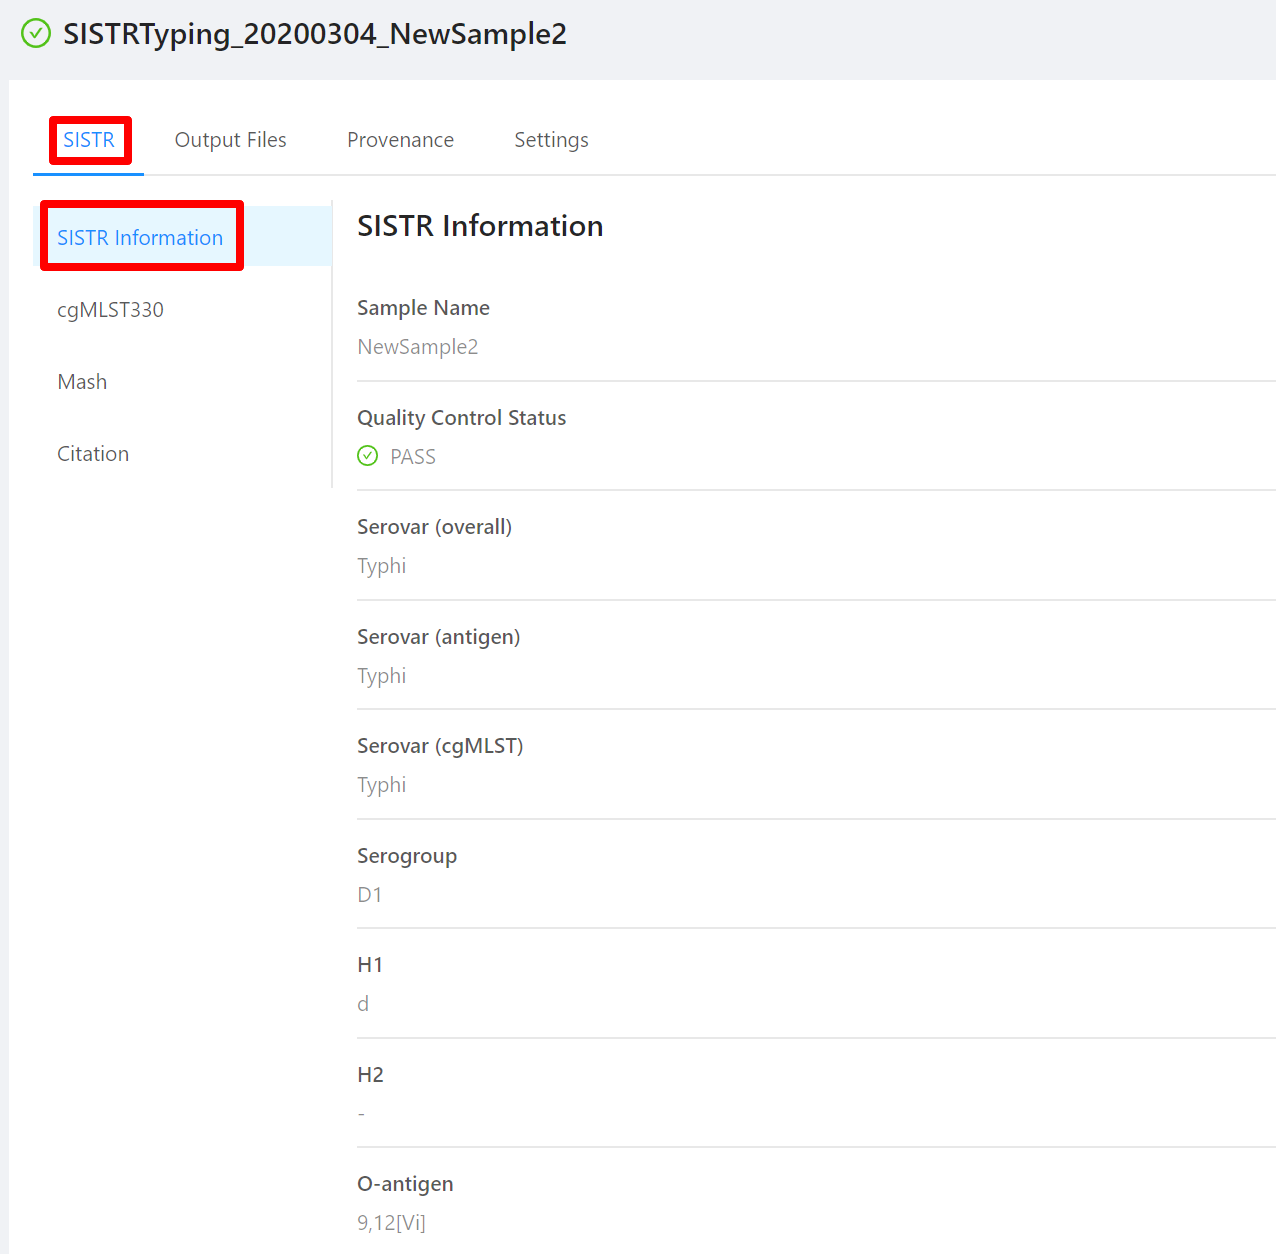 SISTRTyping_20200304_NewSample2
SISTR Output Files Provenance Settings
SISTR Information
cgMLST330
Mash
Citation
SISTR Information
Sample Name
NewSample2
Quality Control Status
PASS
Serovar (overall)
Typhi
Serovar (antigen)
Typhi
Serovar (cgMLST)
Typhi
Serogroup
D1
H1
d
H2
-
O-antigen
9,12[Vi]